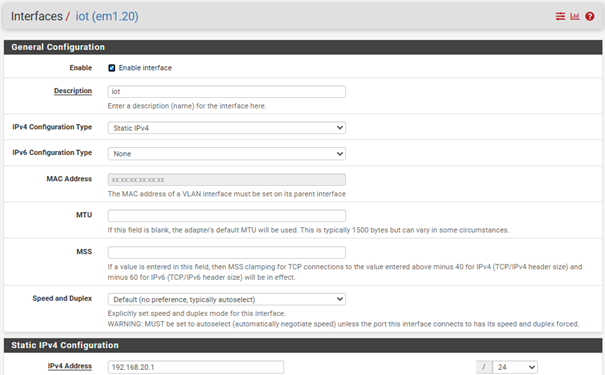 Interfaces / iot (em1.20)
General Configuration
Enable Enable interface
Description iot
Enter a description (name) for the interface here.
IPv4 Configuration Type Static IPv4
IPv6 Configuration Type None
MAC Address xx:xx:xx:xx:xx:xx
The MAC address of a VLAN interface must be set on its parent interface
MTU
If this field is blank, the adapter's default MTU will be used. This is typically 1500 bytes but can vary in some circumstances.
MSS
If a value is entered in this field, then MSS clamping for TCP connections to the value entered above minus 40 for IPv4 (TCP/IPv4 header size) and
minus 60 for IPv6 (TCP/IPv6 header size) will be in effect.
Speed and Duplex Default (no preference, typically autoselect)
Explicitly set speed and duplex mode for this interface.
WARNING: MUST be set to autoselect (automatically negotiate speed) unless the port this interface connects to has its speed and duplex forced.
Static IPv4 Configuration
IPv4 Address 192.168.20.1 / 24